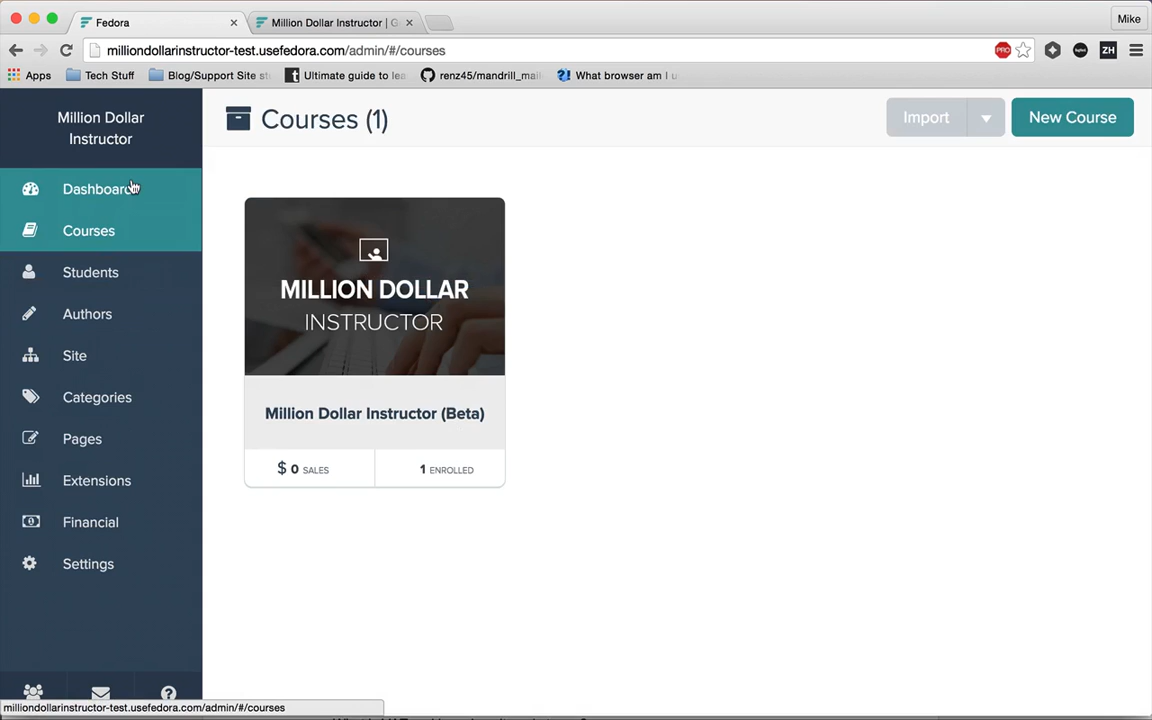 Fedora
Million Dollar Instructor | G
Mike
milliondollarinstructor-test.usefedora.com/admin/#/courses
PRO
ZH
Apps
Tech Stuff
Blog/Support Site st
Ultimate guide to lea
renz45/mandrill_mail
What browser am I u
Million Dollar
Instructor
Courses (1)
Import
New Course
Dashboard
Courses
Students
Authors
Site
Categories
Pages
Extensions
Financial
Settings
MILLION DOLLAR
INSTRUCTOR
Million Dollar Instructor (Beta)
$ 0 SALES
1 ENROLLED
milliondollarinstructor-test.usefedora.com/admin/#/courses